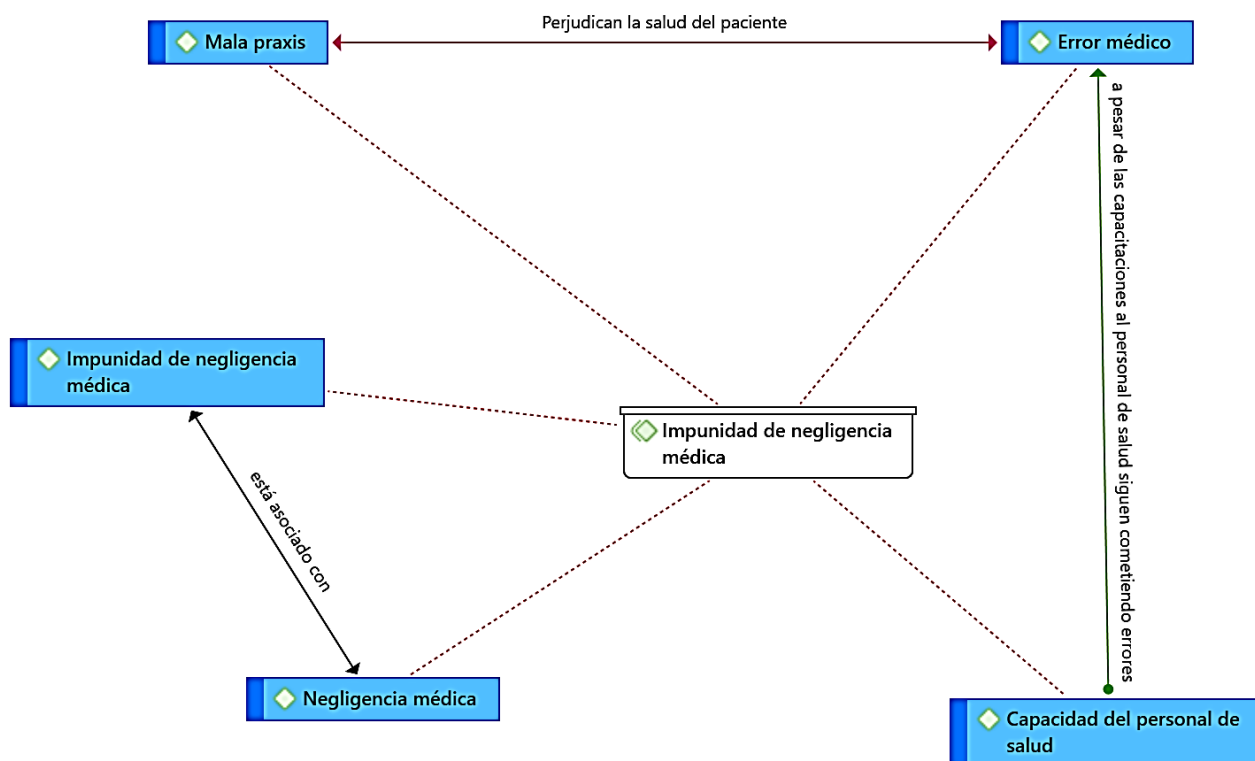 Perjudican la salud del paciente
Mala praxis
Error médico
a pesar de las capacitaciones al personal de salud siguen cometiendo errores
Impunidad de negligencia
médica
Impunidad de negligencia
médica
está asociado con
Negligencia médica
Capacidad del personal de
salud